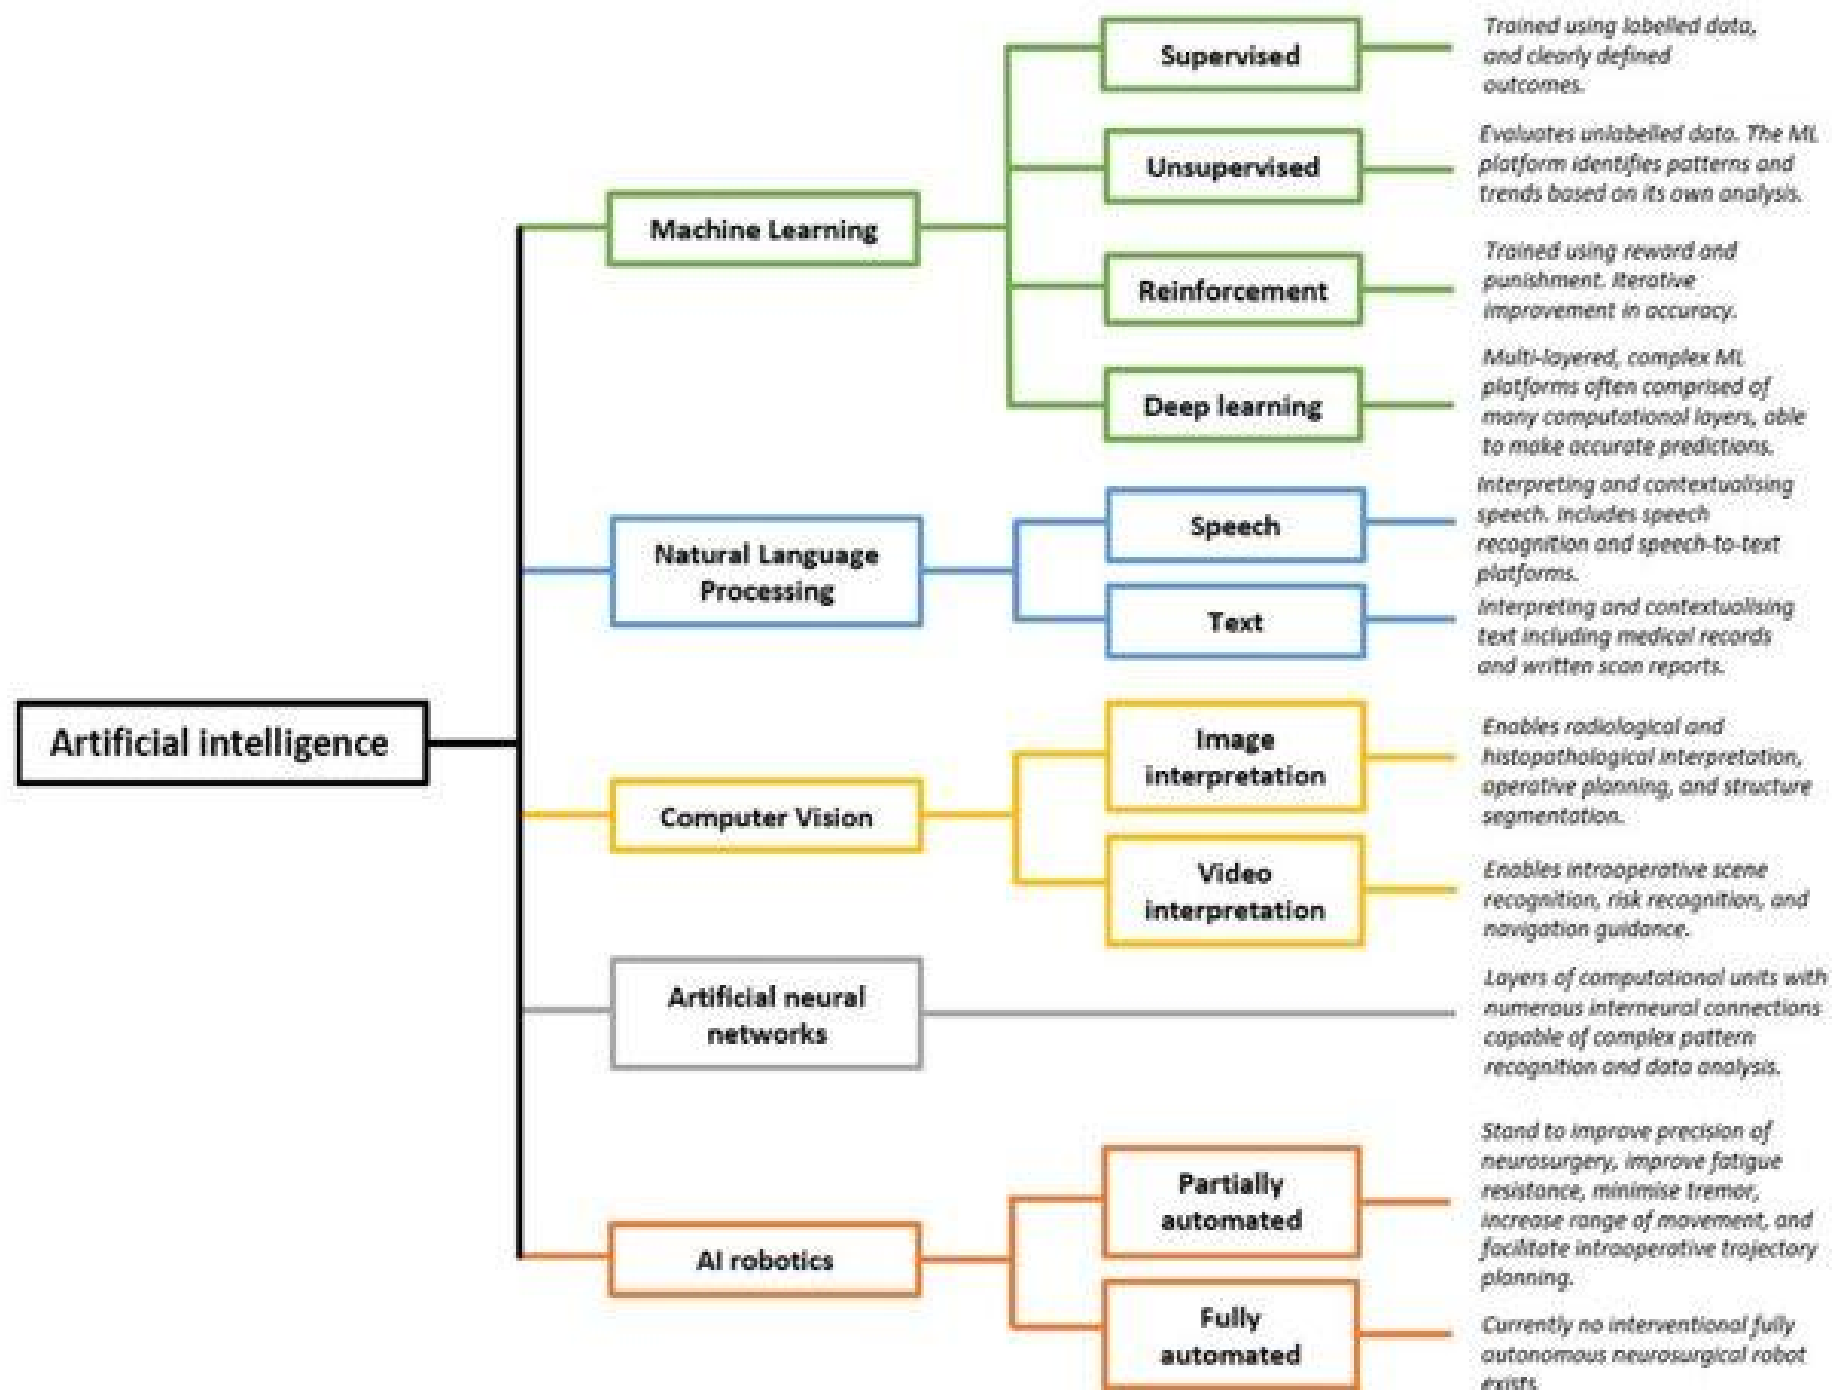 Supervised
Trained using labelled data,
and clearly defined
outcomes.
Unsupervised
Evaluates unlabelled data. The ML
platform identifies patterns and
trends based on its own analysis.
Machine Learning
Reinforcement
Trained using reward and
punishment. Iterative
improvement in accuracy.
Deep learning
Multi-layered, complex ML
platforms often comprised of
many computational layers, able
to make accurate predictions.
Natural Language
Processing
Speech
Interpreting and contextualising
speech. Includes speech
recognition and speech-to-text
platforms.
Text
Interpreting and contextualising
text including medical records
and written scan reports.
Artificial intelligence
Computer Vision
Image
interpretation
Enables radiological and
histopathological interpretation,
operative planning, and structure
segmentation.
Video
interpretation
Enables intraoperative scene
recognition, risk recognition, and
navigation guidance.
Artificial neural
networks
Layers of computational units with
numerous interneural connections
capable of complex pattern
recognition and data analysis.
AI robotics
Partially
automated
Stand to improve precision of
neurosurgery, improve fatigue
resistance, minimise tremor,
increase range of movement, and
facilitate intraoperative trajectory
planning.
Fully
automated
Currently no interventional fully
autonomous neurosurgical robot
exists